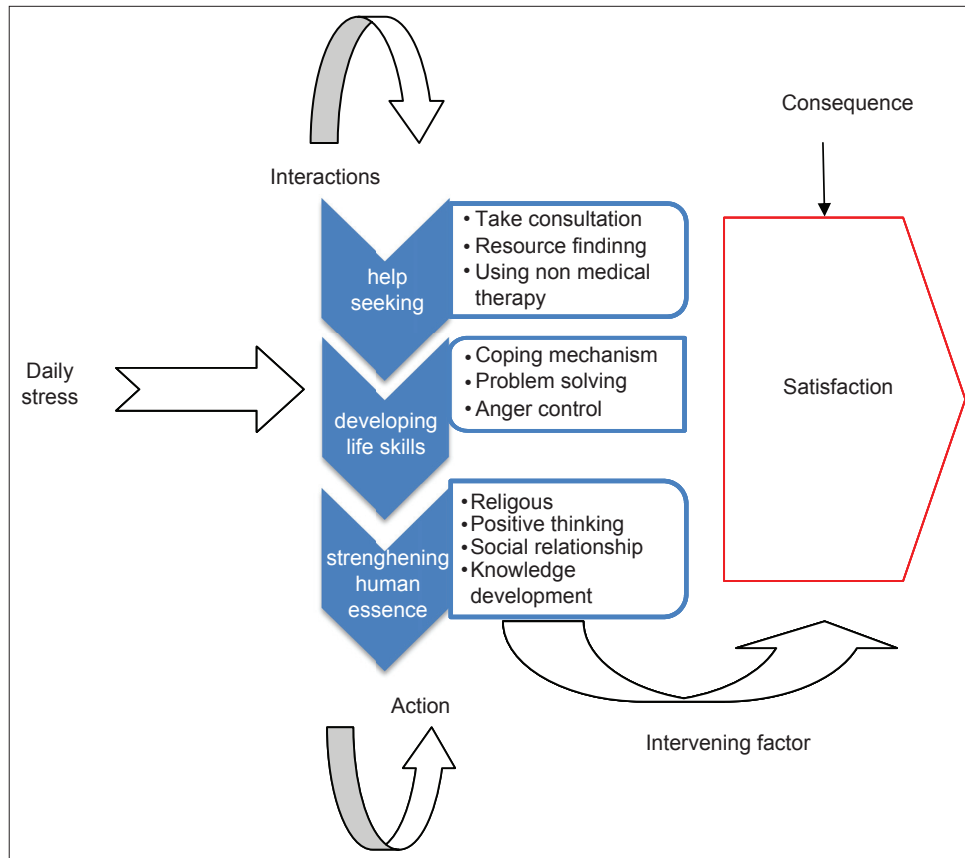 Consequence
Interactions
help
seeking
• Take consultation
• Resource findinng
• Using non medical
therapy
Daily
stress
developing
life skills
• Coping mechanism
• Problem solving
• Anger control
Satisfaction
strenghening
human
essence
• Religous
• Positive thinking
• Social relationship
• Knowledge
development
Action
Intervening factor